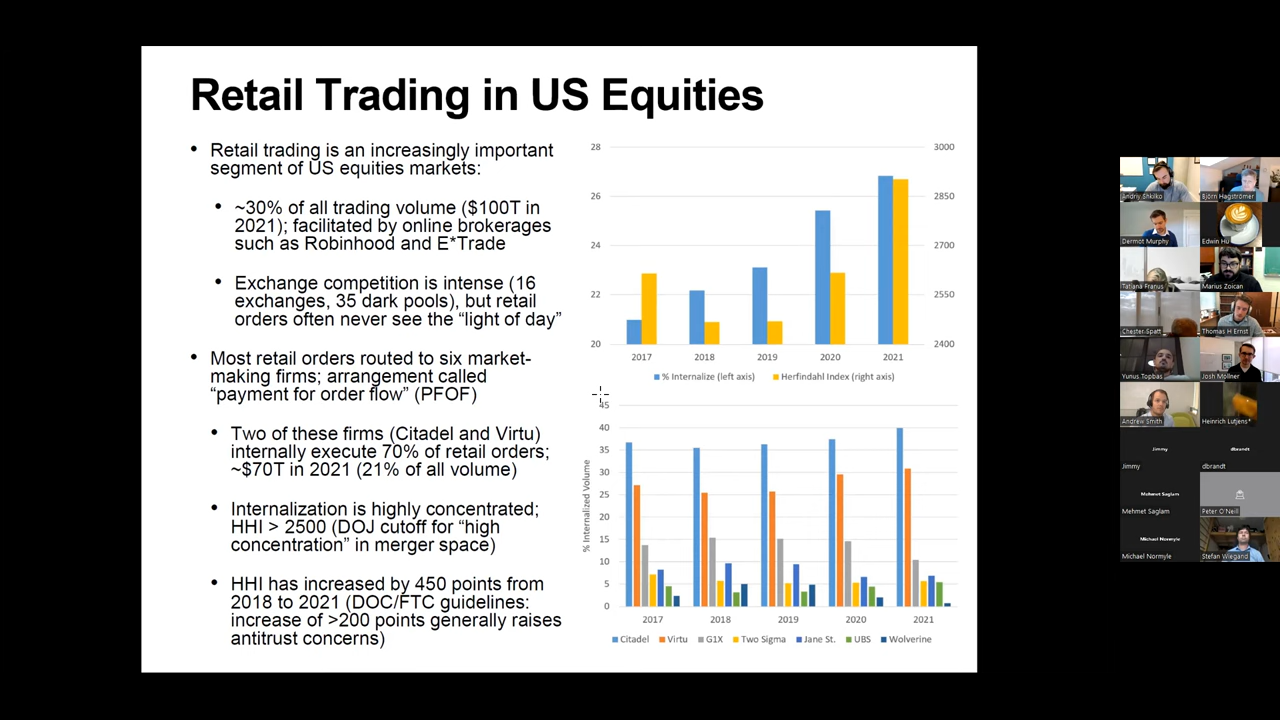 Retail Trading in US Equities
• Retail trading is an increasingly important
segment of US equities markets:
• ~30% of all trading volume ($100T in
2021); facilitated by online brokerages
such as Robinhood and E*Trade
• Exchange competition is intense (16
exchanges, 35 dark pools), but retail
orders often never see the “light of day”
• Most retail orders routed to six market-
making firms; arrangement called
“payment for order flow” (PFOF)
• Two of these firms (Citadel and Virtu)
internally execute 70% of retail orders;
~$70T in 2021 (21% of all volume)
• Internalization is highly concentrated;
HHI > 2500 (DOJ cutoff for “high
concentration” in merger space)
• HHI has increased by 450 points from
2018 to 2021 (DOC/FTC guidelines:
increase of >200 points generally raises
antitrust concerns)
28 3000
26 2850
24 2700
22 2550
20 2400
2017 2018 2019 2020 2021
% Internalize (left axis) Herfindahl Index (right axis)
% Internalized Volume
45
40
35
30
25
20
15
10
5
0
2017 2018 2019 2020 2021
Citadel Virtu G1X Two Sigma Jane St. UBS Wolverine
Andriy Shkilko Björn Hagströmer
Dermot Murphy Edwin Hu
Tatiana Franus Marius Zoican
Chester Spatt Thomas H Ernst
Yunus Topbas Josh Mollner
Andrew Smith Heinrich Lutjens*
Jimmy dbrandt
Jimmy dbrandt
Mehmet Saglam
Mehmet Saglam Peter O'Neill
Michael Normyle
Michael Normyle Stefan Wiegand